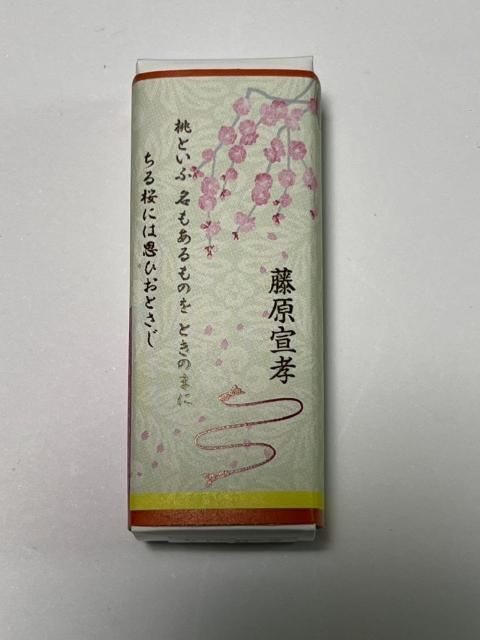 藤原宣孝
桃といふ 名もあるものを ときのまに
ちる桜には思ひおとさじ